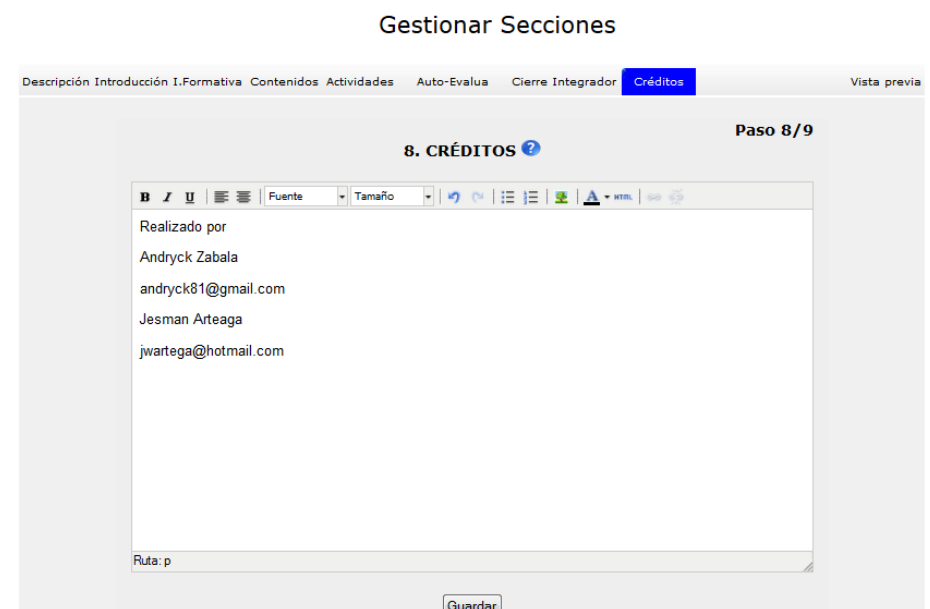 Gestionar Secciones
Descripción Introducción I.Formativa Contenidos Actividades Auto-Evalua Cierre Integrador Créditos Vista previa
Paso 8/9
8. CRÉDITOS ?
B I U Fuente Tamaño A HTML
Realizado por
Andryck Zabala
andryck81@gmail.com
Jesman Arteaga
jwartega@hotmail.com
Ruta: p
Guardar